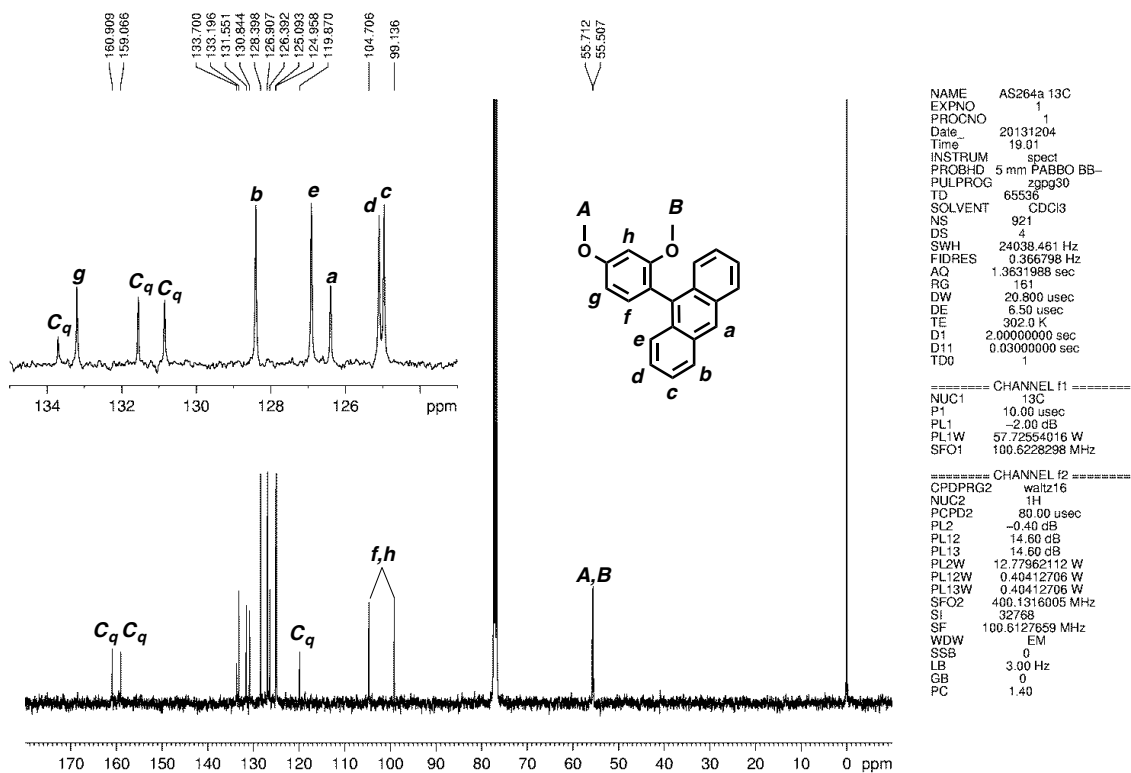 160.909
159.066
133.700
133.196
131.551
130.844
128.398
126.907
126.392
125.093
124.958
119.870
104.706
99.136
55.712
55.507
Cq
g
Cq
Cq
b
e
a
d
c
134 132 130 128 126 ppm
A
B
O
h
O
g
f
a
e
d
c
b
Cq Cq
Cq
f,h
A,B
170 160 150 140 130 120 110 100 90 80 70 60 50 40 30 20 10 0 ppm
NAME AS264a 13C
EXPNO 1
PROCNO 1
Date_ 20131204
Time 19.01
INSTRUM spect
PROBHD 5 mm PABBO BB-
PULPROG zgpg30
TD 65536
SOLVENT CDCl3
NS 921
DS 4
SWH 24038.461 Hz
FIDRES 0.366798 Hz
AQ 1.3631988 sec
RG 161
DW 20.800 usec
DE 6.50 usec
TE 302.0 K
D1 2.00000000 sec
D11 0.03000000 sec
TD0 1
======== CHANNEL f1 ========
NUC1 13C
P1 10.00 usec
PL1 -2.00 dB
PL1W 57.72554016 W
SFO1 100.6228298 MHz
======== CHANNEL f2 ========
CPDPRG2 waltz16
NUC2 1H
PCPD2 80.00 usec
PL2 -0.40 dB
PL12 14.60 dB
PL13 14.60 dB
PL2W 12.77962112 W
PL12W 0.40412706 W
PL13W 0.40412706 W
SFO2 400.1316005 MHz
SI 32768
SF 100.6127659 MHz
WDW EM
SSB 0
LB 3.00 Hz
GB 0
PC 1.40